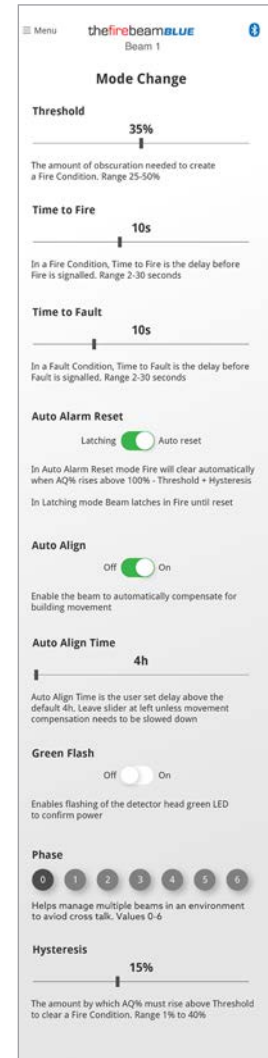 Menu
thefirebeamBLUE
Beam 1
Mode Change
Threshold
35%
The amount of obscuration needed to create
a Fire Condition. Range 25-50%
Time to Fire
10s
In a Fire Condition, Time to Fire is the delay before
Fire is signalled. Range 2-30 seconds
Time to Fault
10s
In a Fault Condition, Time to Fault is the delay before
Fault is signalled, Range 2-30 seconds
Auto Alarm Reset
Latching Auto reset
In Auto Alarm Reset mode Fire will clear automatically
when AQ% rises above 100% - Threshold + Hysteresis
In Latching mode Beam latches in Fire until reset
Auto Align
Off On
Enable the beam to automatically compensate for
building movement
Auto Align Time
4h
Auto Align Time is the user set delay above the
default 4h, Leave slider at left unless movement
compensation needs to be slowed down
Green Flash
Off On
Enables flashing of the detector head green LED
to confirm power
Phase
0 1 2 3 4 5 6
Helps manage multiple beams in an environment
to aviod cross talk. Values 0-6
Hysteresis
15%
The amount by which AQ% must rise above Threshold
to clear a Fire Condition. Range 1% to 40%